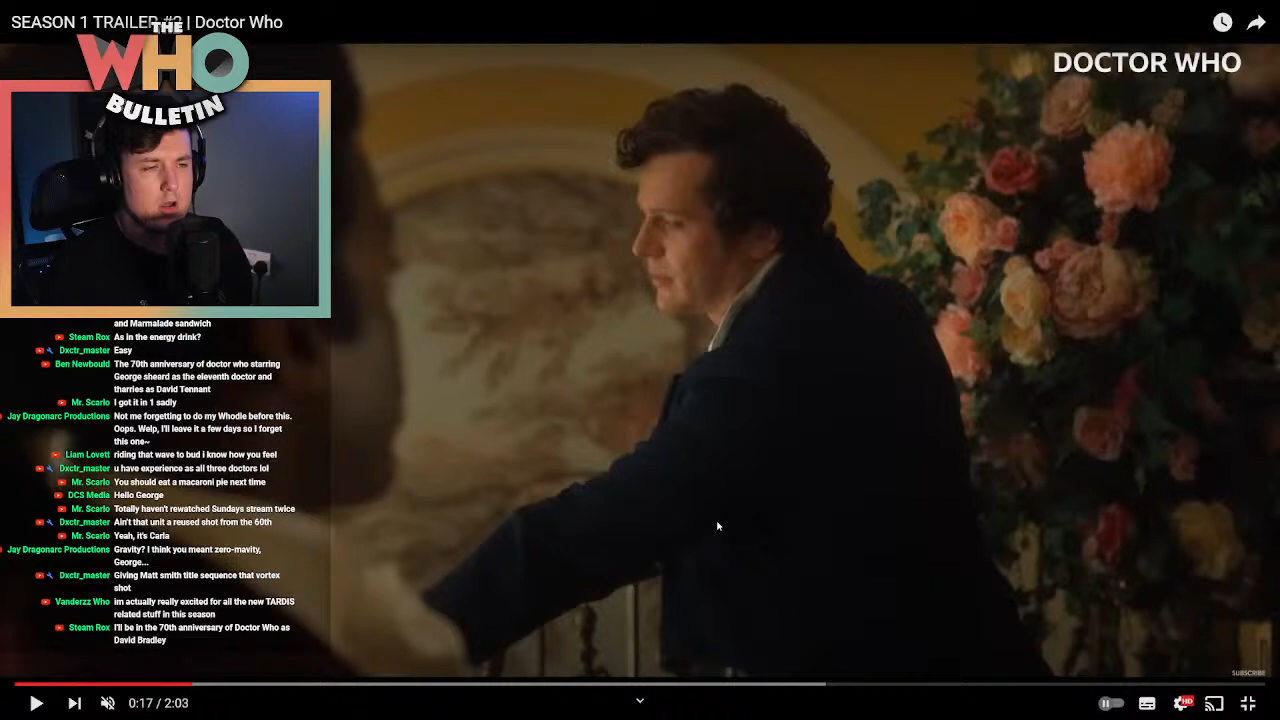 SEASON 1 TRAILER #2 | Doctor Who
THE
WHO
BULLETIN
DOCTOR WHO
and Marmalade sandwich
Steam Rox As in the energy drink?
Dxctr_master Easy
Ben Newbould The 70th anniversary of doctor who starring
George sheard as the eleventh doctor and
tharries as David Tennant
Mr. Scarlo I got it in 1 sadly
Jay Dragonarc Productions Not me forgetting to do my Whodle before this.
Oops. Welp, I'll leave it a few days so I forget
this one~
Liam Lovett riding that wave to bud i know how you feel
Dxctr_master u have experience as all three doctors lol
Mr. Scarlo You should eat a macaroni pie next time
DCS Media Hello George
Mr. Scarlo Totally haven't rewatched Sundays stream twice
Dxctr_master Ain't that unit a reused shot from the 60th
Mr. Scarlo Yeah, it's Carla
Jay Dragonarc Productions Gravity? I think you meant zero-mavity,
George...
Dxctr_master Giving Matt smith title sequence that vortex
shot
Vanderzz Who im actually really excited for all the new TARDIS
related stuff in this season
Steam Rox I'll be in the 70th anniversary of Doctor Who as
David Bradley
SUBSCRIBE
0:17 / 2:03
HD